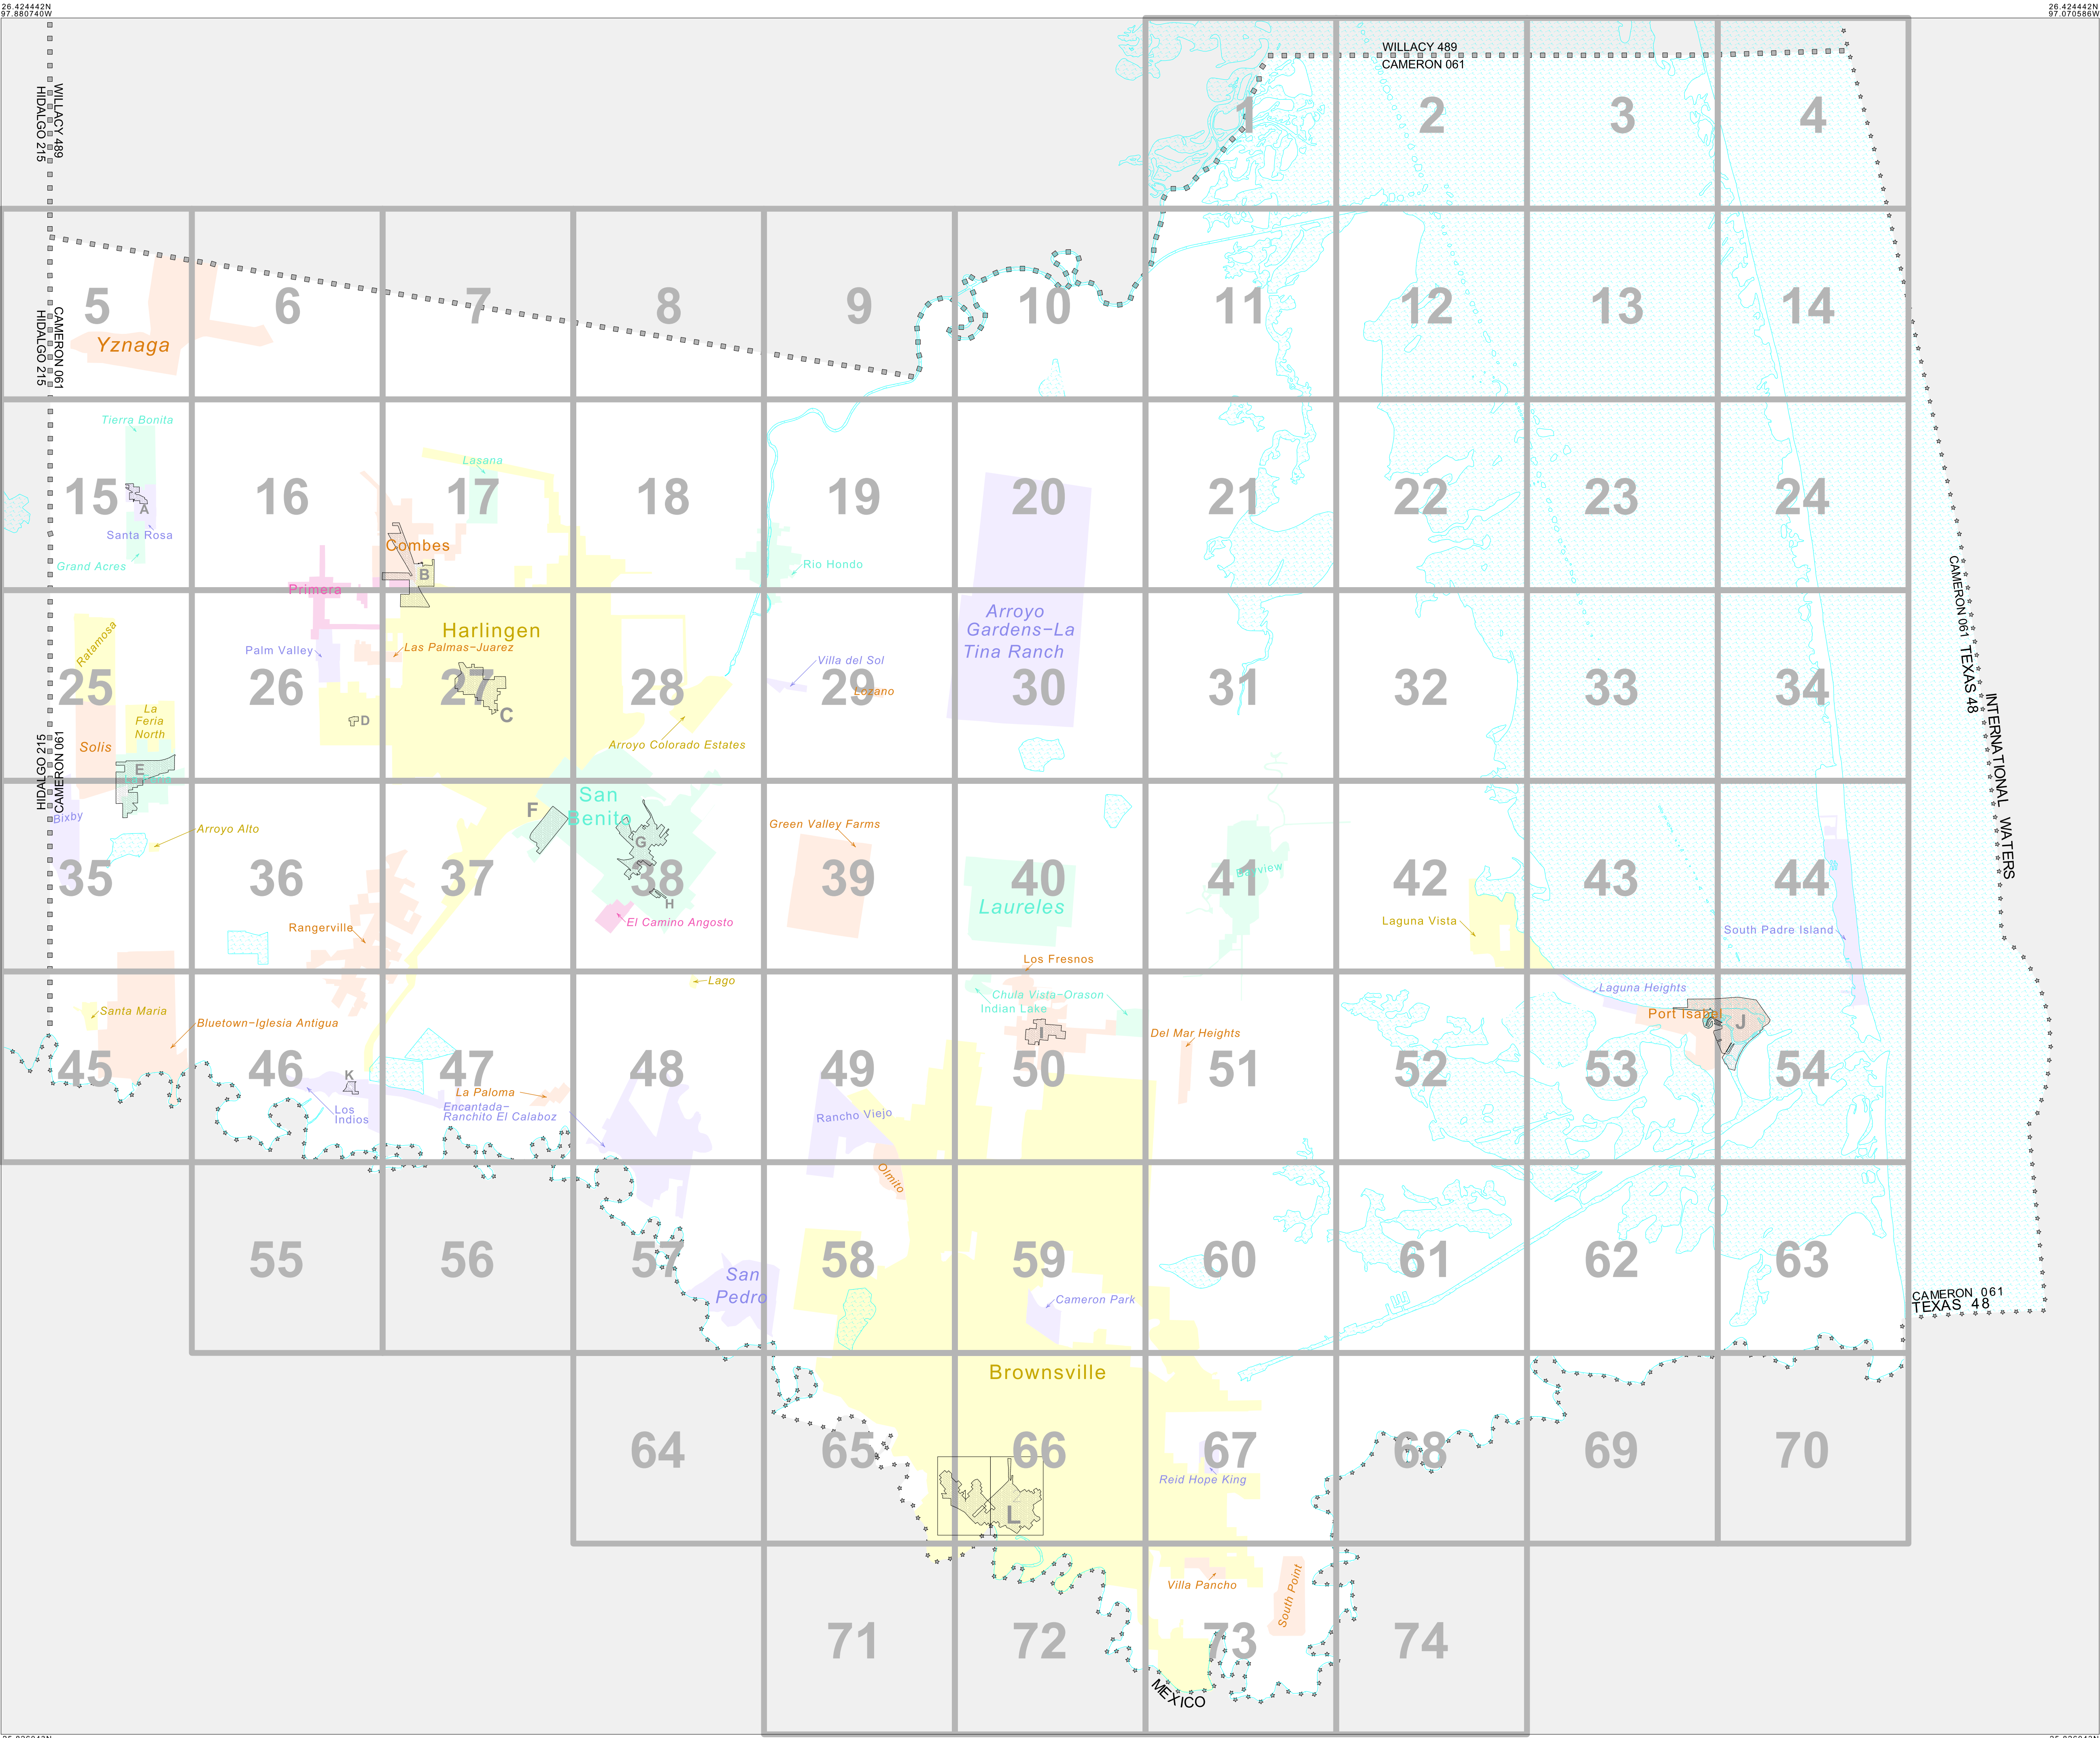 26.424442N
97.880740W
26.424442N
97.070586W
WILLACY 489
CAMERON 061
WILLACY 489
HIDALGO 215
1
2
3
4
CAMERON 061
HIDALGO 215
5
6
7
8
9
10
11
12
13
14
Yznaga
Tierra Bonita
Lasana
15
16
17
18
19
20
21
22
23
24
A
Santa Rosa
Combes
Grand Acres
B
Rio Hondo
Primera
CAMERON 061 TEXAS 48
Arroyo
Gardens-La
Tina Ranch
Ratamosa
Harlingen
Palm Valley
Las Palmas-Juarez
Villa del Sol
Lozano
25
26
27
28
29
30
31
32
33
34
La
Feria
North
C
D
Solis
Arroyo Colorado Estates
INTERNATIONAL WATERS
HIDALGO 215
CAMERON 061
E
San
Benito
F
Bixby
Arroyo Alto
Green Valley Farms
G
35
36
37
38
39
40
41
42
43
44
Bayview
H
Laureles
El Camino Angosto
Laguna Vista
Rangerville
South Padre Island
Los Fresnos
Lago
Laguna Heights
Chula Vista-Orason
Indian Lake
Santa Maria
Bluetown-Iglesia Antigua
Port Isabel
J
I
Del Mar Heights
45
46
47
48
49
50
51
52
53
54
K
La Paloma
Encantada-
Ranchito El Calaboz
Los
Indios
Rancho Viejo
Olmito
55
56
57
58
59
60
61
62
63
San
Pedro
Cameron Park
CAMERON 061
TEXAS 48
Brownsville
64
65
66
67
68
69
70
Reid Hope King
2
L
Villa Pancho
South Point
71
72
73
74
MEXICO